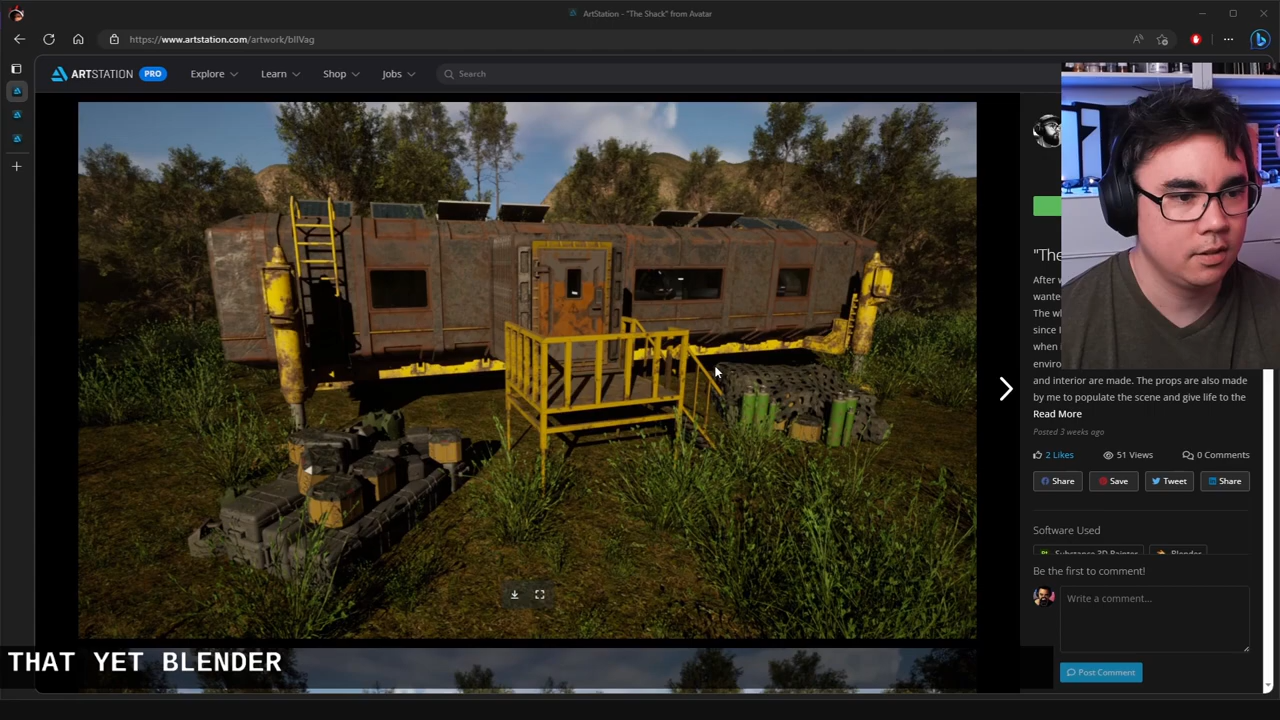 ArtStation - "The Shack" from Avatar
https://www.artstation.com/artwork/blIVag
ARTSTATION PRO Explore Learn Shop Jobs Search
"The
After
wante
The wl
since I
when
enviro
and interior are made. The props are also made
by me to populate the scene and give life to the
Read More
Posted 3 weeks ago
2 Likes 51 Views 0 Comments
Share Save Tweet Share
Software Used
Substance 3D Painter Blender
Be the first to comment!
Write a comment...
Post Comment
THAT YET BLENDER